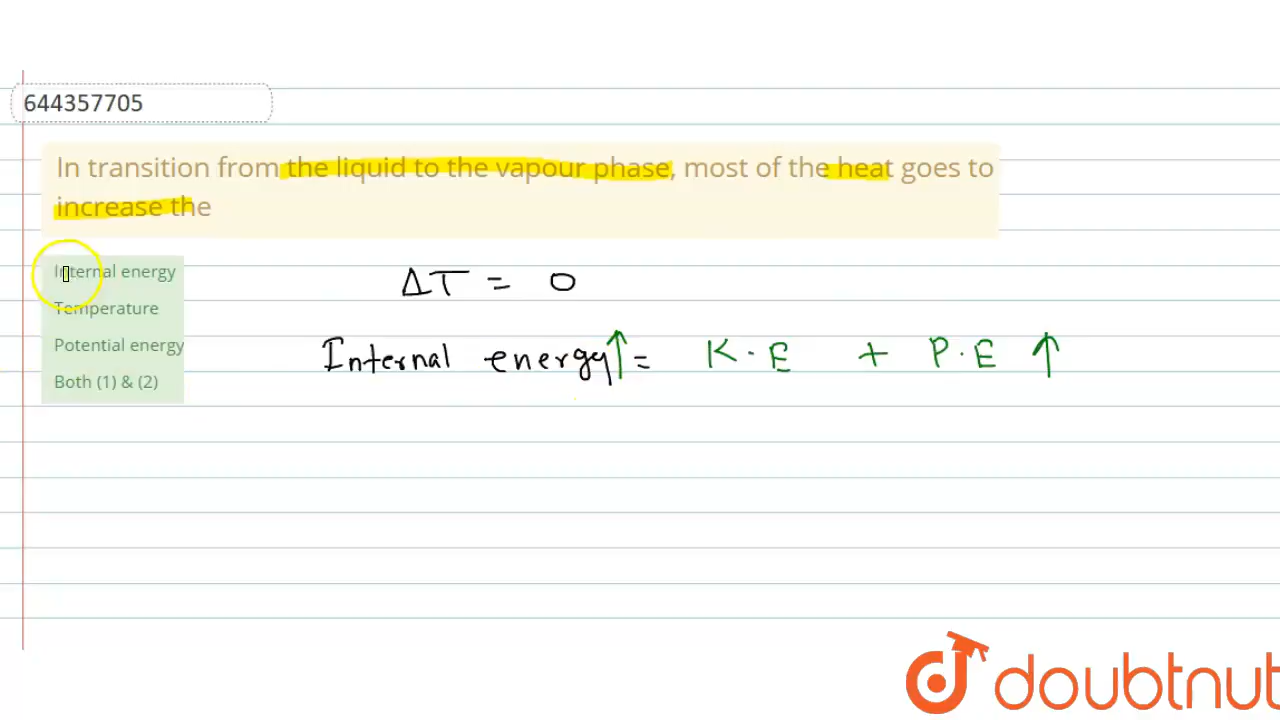 644357705
In transition from the liquid to the vapour phase, most of the heat goes to
increase the
Internal energy
Temperature
Potential energy
Both (1) & (2)
ΔT = 0
Internal energy ↑ = K.E + P.E ↑
doubtnut